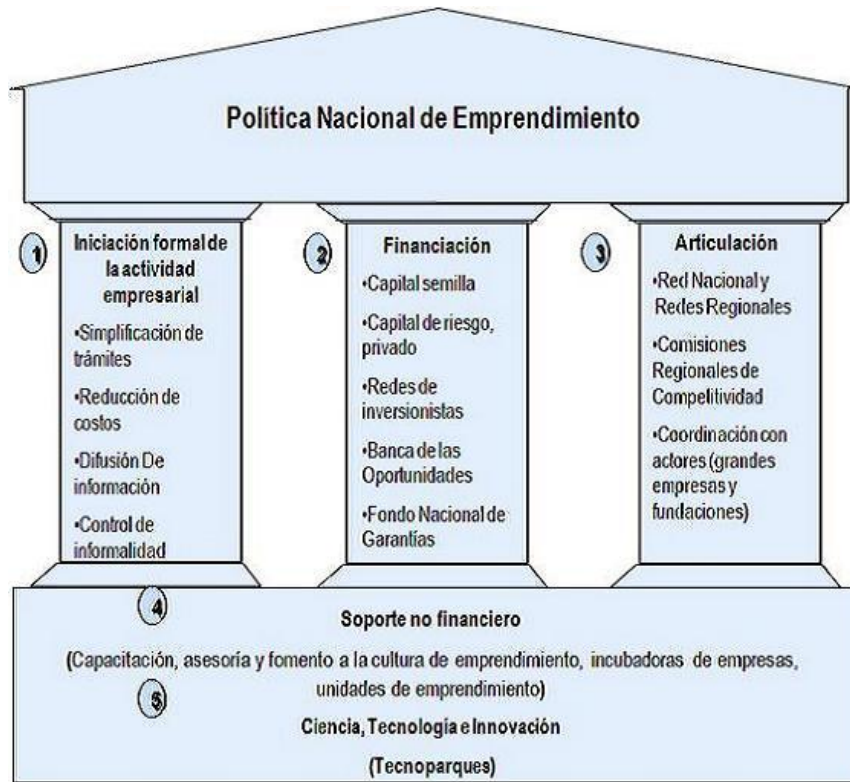 Política Nacional de Emprendimiento
1
Iniciación formal de
la actividad
empresarial
•Simplificación de
trámites
•Reducción de
costos
•Difusión De
información
•Control de
informalidad
2
Financiación
•Capital semilla
•Capital de riesgo,
privado
•Redes de
inversionistas
•Banca de las
Oportunidades
•Fondo Nacional de
Garantías
3
Articulación
•Red Nacional y
Redes Regionales
•Comisiones
Regionales de
Competitividad
•Coordinación con
actores (grandes
empresas y
fundaciones)
4
Soporte no financiero
(Capacitación, asesoría y fomento a la cultura de emprendimiento, incubadoras de empresas,
unidades de emprendimiento)
5
Ciencia, Tecnología e Innovación
(Tecnoparques)